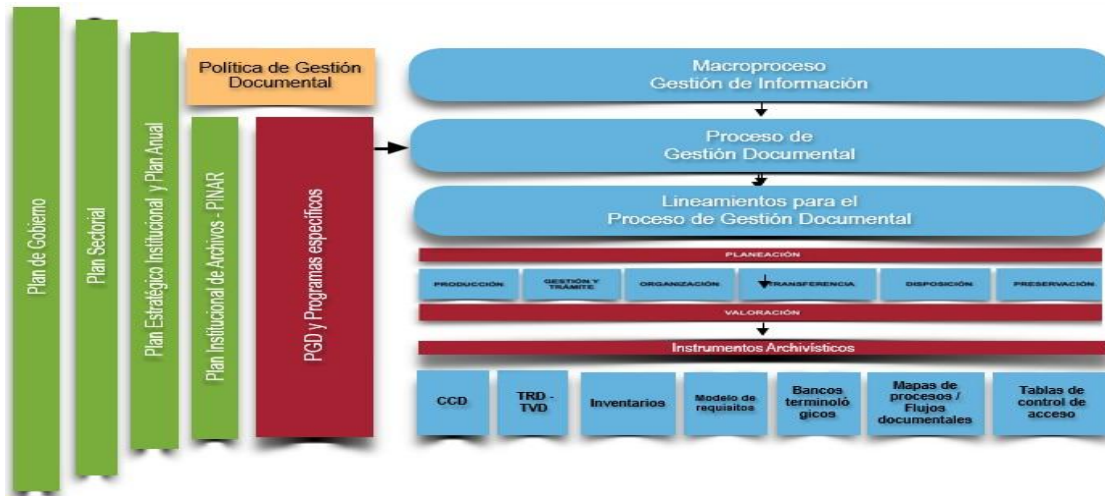 Plan de Gobierno
Plan Sectorial
Plan Estratégico Institucional y Plan Anual
Política de Gestión
Documental
Plan Institucional de Archivos - PINAR
PGD y Programas específicos
Macroproceso
Gestión de Información
Proceso de
Gestión Documental
Lineamientos para el
Proceso de Gestión Documental
PLANEACIÓN
PRODUCCIÓN
GESTIÓN Y
TRÁMITE
ORGANIZACIÓN
TRANSFERENCIA
DISPOSICIÓN
PRESERVACIÓN
VALORACIÓN
Instrumentos Archivísticos
CCD
TRD -
TVD
Inventarios
Modelo de
requisitos
Bancos
terminoló
gicos
Mapas de
procesos /
Flujos
documentales
Tablas de
control de
acceso